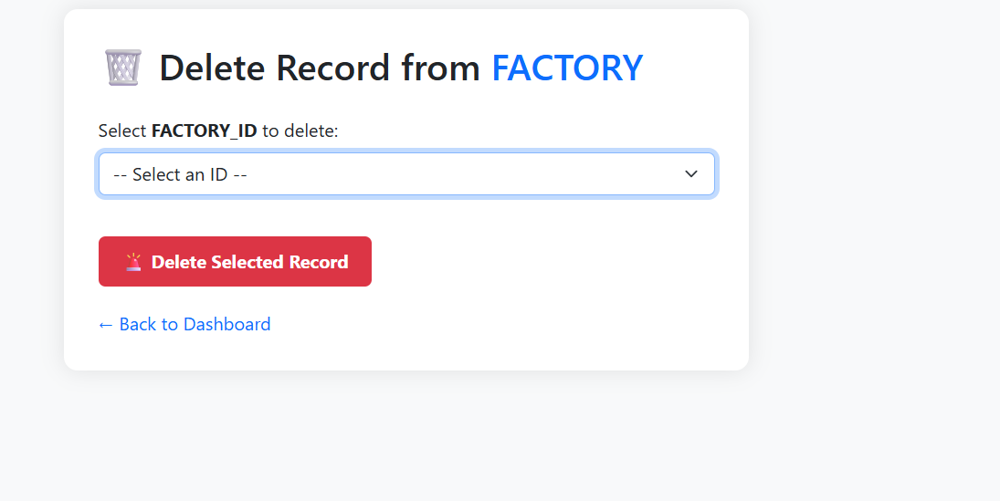 Delete Record from FACTORY
Select FACTORY_ID to delete:
-- Select an ID --
Delete Selected Record
← Back to Dashboard